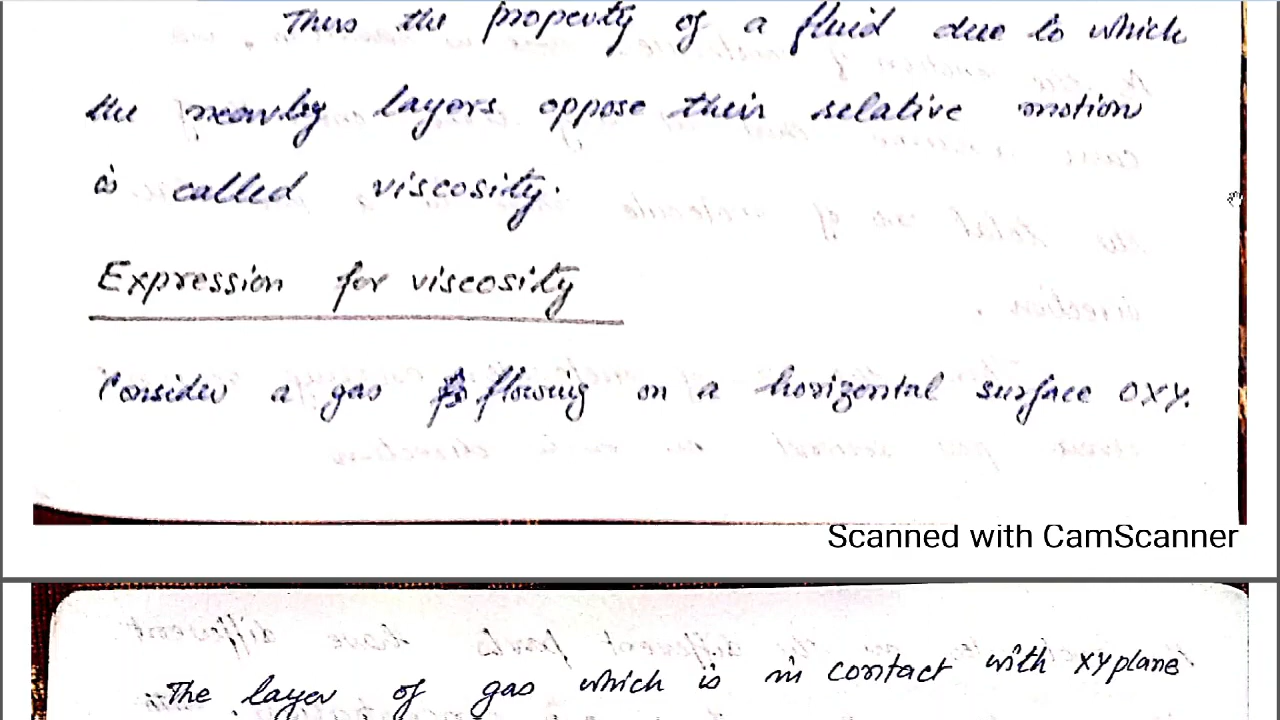 Thus the property of a fluid due to which
the nearby layers oppose their relative motion
is called viscosity.
Expression for viscosity
Consider a gas flowing on a horizontal surface OXY.
Scanned with CamScanner
The layer of gas which is in contact with XY plane